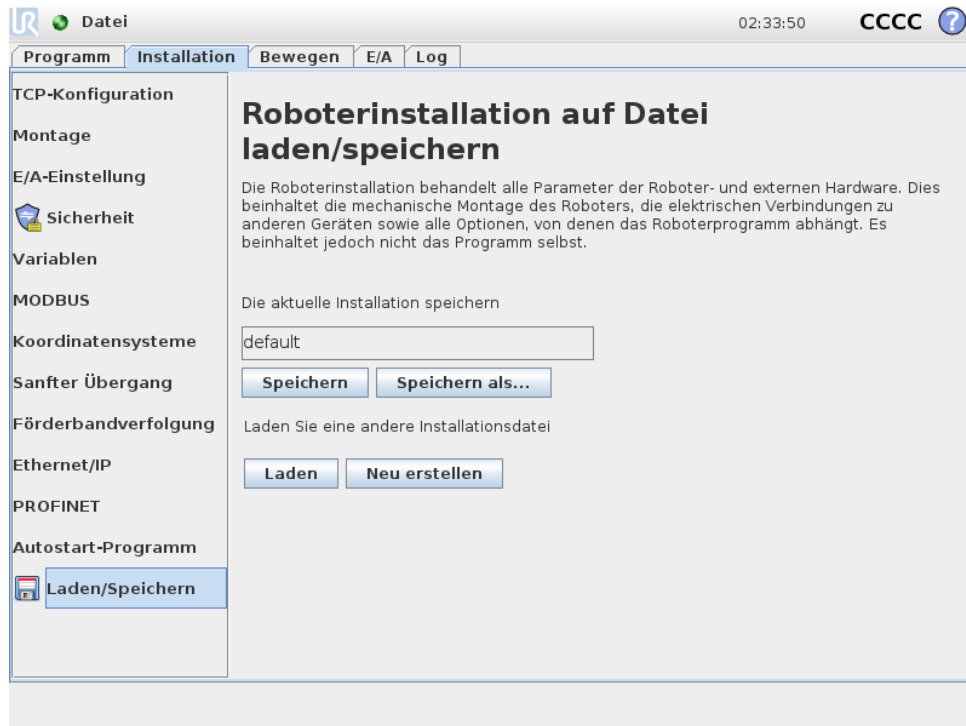 UR Datei 02:33:50 CCCC ?
Programm Installation Bewegen E/A Log
TCP-Konfiguration
Montage
E/A-Einstellung
Sicherheit
Variablen
MODBUS
Koordinatensysteme
Sanfter Übergang
Förderbandverfolgung
Ethernet/IP
PROFINET
Autostart-Programm
Laden/Speichern
Roboterinstallation auf Datei
laden/speichern
Die Roboterinstallation behandelt alle Parameter der Roboter- und externen Hardware. Dies
beinhaltet die mechanische Montage des Roboters, die elektrischen Verbindungen zu
anderen Geräten sowie alle Optionen, von denen das Roboterprogramm abhängt. Es
beinhaltet jedoch nicht das Programm selbst.
Die aktuelle Installation speichern
default
Speichern Speichern als...
Laden Sie eine andere Installationsdatei
Laden Neu erstellen